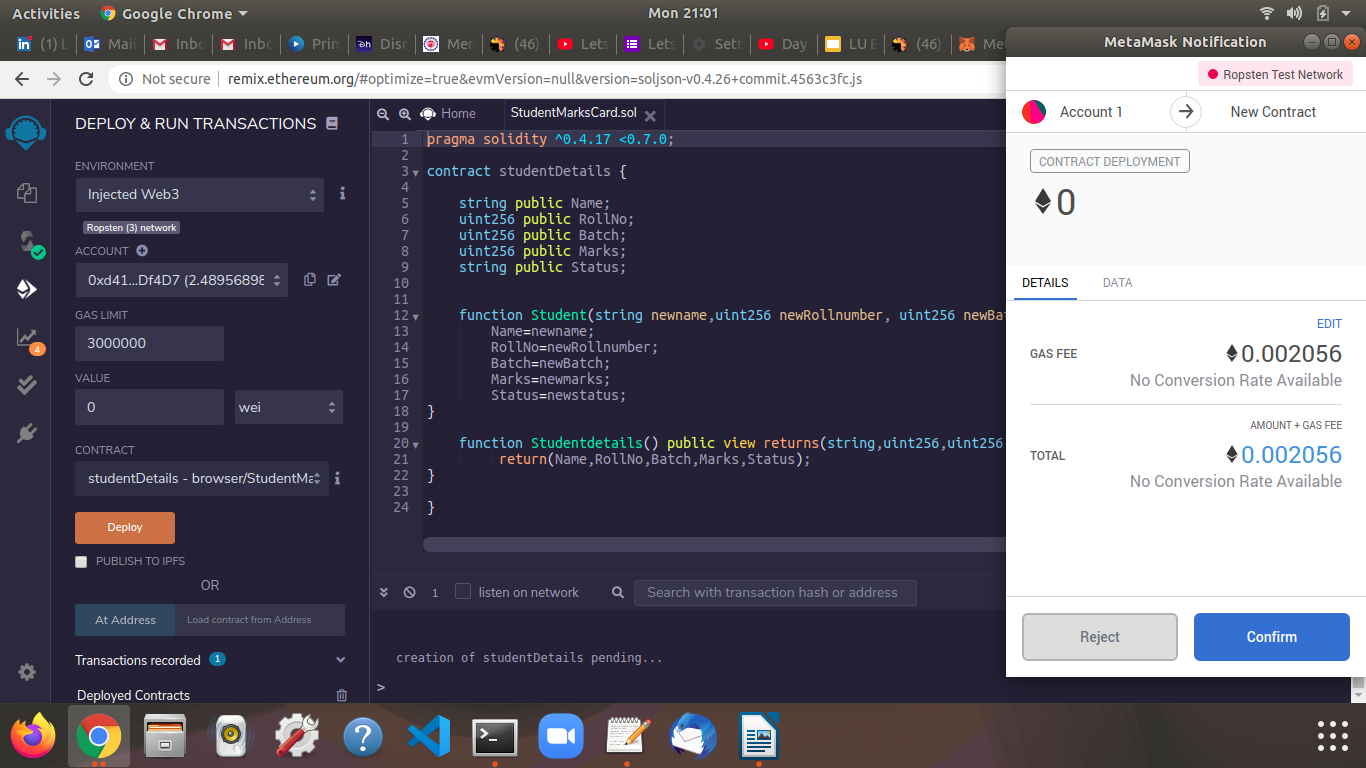 Activities
Google Chrome
Mon 21:01
(1) L
Mail
Inbo
Inbo
Prin
Disn
Mer
(46)
Lets
Lets
Sett
Day
LU E
(46)
Me
Not secure
remix.ethereum.org/#optimize=true&evmVersion=null&version=soljson-v0.4.26+commit.4563c3fc.js
DEPLOY & RUN TRANSACTIONS
ENVIRONMENT
Injected Web3
Ropsten (3) network
ACCOUNT
0xd41...Df4D7 (2.48956898
GAS LIMIT
3000000
VALUE
0
wei
CONTRACT
studentDetails - browser/StudentMa
Deploy
PUBLISH TO IPFS
OR
At Address
Load contract from Address
Transactions recorded 1
Deployed Contracts
4
Home
StudentMarksCard.sol
1 pragma solidity ^0.4.17 <0.7.0;
2
3 contract studentDetails {
4
5 string public Name;
6 uint256 public RollNo;
7 uint256 public Batch;
8 uint256 public Marks;
9 string public Status;
10
11
12 function Student(string newname,uint256 newRollnumber, uint256 newBat
13 Name=newname;
14 RollNo=newRollnumber;
15 Batch=newBatch;
16 Marks=newmarks;
17 Status=newstatus;
18 }
19
20 function Studentdetails() public view returns(string,uint256,uint256
21 return(Name,RollNo,Batch,Marks,Status);
22 }
23
24 }
1
listen on network
Search with transaction hash or address
creation of studentDetails pending...
>
MetaMask Notification
Ropsten Test Network
Account 1
New Contract
CONTRACT DEPLOYMENT
0
DETAILS
DATA
EDIT
GAS FEE
0.002056
No Conversion Rate Available
AMOUNT + GAS FEE
TOTAL
0.002056
No Conversion Rate Available
Reject
Confirm